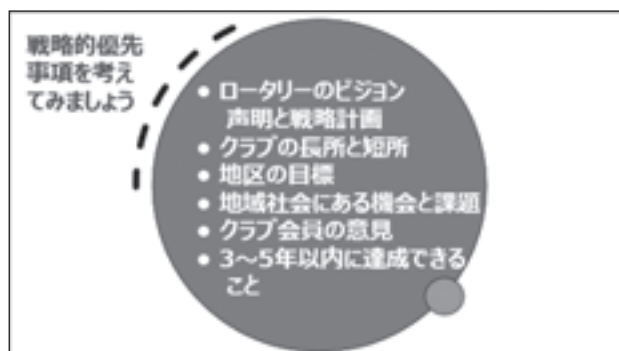 戦略的優先
事項を考え
てみましょう
● ロータリーのビジョン
声明と戦略計画
● クラブの長所と短所
● 地区の目標
● 地域社会にある機会と課題
● クラブ会員の意見
● 3～5年以内に達成できる
こと